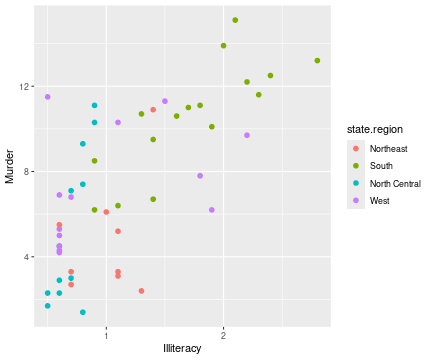 12
8
4
Murder
1
2
Illiteracy
state.region
Northeast
South
North Central
West